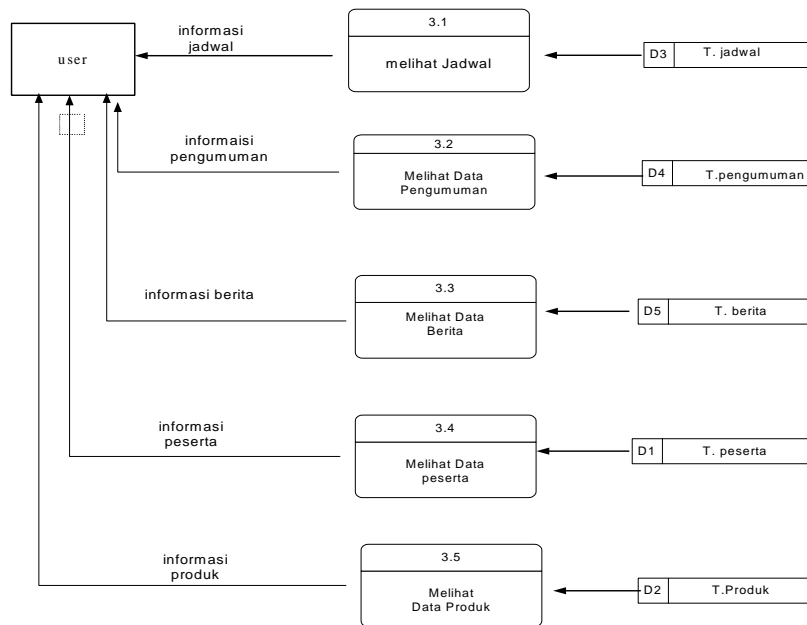 user
informasi
jadwal
3.1
melihat Jadwal
D3 T. jadwal
informaisi
pengumuman
3.2
Melihat Data
Pengumuman
D4 T.pengumuman
informasi berita
3.3
Melihat Data
Berita
D5 T. berita
informasi
peserta
3.4
Melihat Data
peserta
D1 T. peserta
informasi
produk
3.5
Melihat
Data Produk
D2 T.Produk